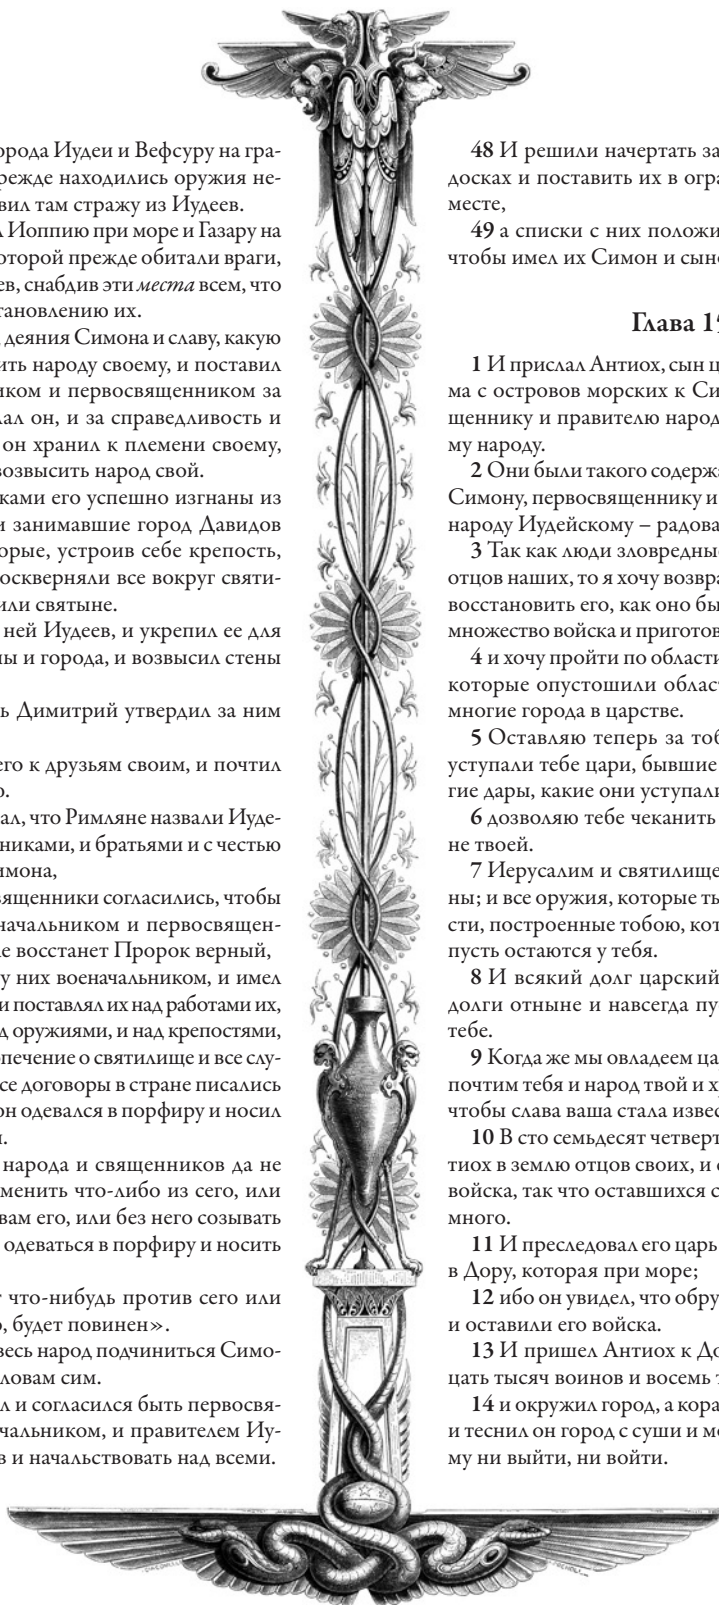 орода Иудеи и Вефсуру на гра-
режде находились оружия не-
вил там стражу из Иудеев.
л Иоппию при море и Газару на
оторой прежде обитали враги,
ев, снабдив эти места всем, что
тановлению их.
деяния Симона и славу, какую
ить народу своему, и поставил
иком и первосвященником за
лал он, и за справедливость и
он хранил к племени своему,
возвысить народ свой.
ками его успешно изгнаны из
и занимавшие город Давидов
орые, устроив себе крепость,
оскверняли все вокруг святи-
или святыне.
ней Иудеев, и укрепил ее для
ны и города, и возвысил стены
ь Димитрий утвердил за ним
его к друзьям своим, и почтил
ю.
ал, что Римляне назвали Иуде-
никами, и братьями и с честью
имона,
вященники согласились, чтобы
начальником и первосвящен-
не восстанет Пророк верный,
у них военачальником, и имел
и поставлял их над работами их,
д оружиями, и над крепостями,
опечение о святилище и все слу-
все договоры в стране писались
он одевался в порфиру и носил
и.
народа и священников да не
менить что-либо из сего, или
вам его, или без него созывать
одеваться в порфиру и носить
т что-нибудь против сего или
о, будет повинен».
весь народ подчиниться Симо-
ловам сим.
л и согласился быть первосвя-
чальником, и правителем Иу-
в и начальствовать над всеми.
48 И решили начертать за
досках и поставить их в огра
месте,
49 а списки с них положи
чтобы имел их Симон и сыно
Глава 15
1 И прислал Антиох, сын ц
ма с островов морских к Си
щеннику и правителю народ
му народу.
2 Они были такого содержа
Симону, первосвященнику и
народу Иудейскому – радова
3 Так как люди зловредные
отцов наших, то я хочу возвра
восстановить его, как оно бы
множество войска и приготов
4 и хочу пройти по области
которые опустошили облас
многие города в царстве.
5 Оставляю теперь за тоб
уступали тебе цари, бывшие
гие дары, какие они уступали
6 дозволяю тебе чеканить
не твоей.
7 Иерусалим и святилище
ны; и все оружия, которые ты
сти, построенные тобою, кот
пусть остаются у тебя.
8 И всякий долг царский
долги отныне и навсегда пу
тебе.
9 Когда же мы овладеем ца
почтим тебя и народ твой и х
чтобы слава ваша стала извес
10 В сто семьдесят четверт
тиох в землю отцов своих, и с
войска, так что оставшихся с
много.
11 И преследовал его царь
в Дору, которая при море;
12 ибо он увидел, что обру
и оставили его войска.
13 И пришел Антиох к До
цать тысяч воинов и восемь т
14 и окружил город, а кора
и теснил он город с суши и мо
му ни выйти, ни войти.